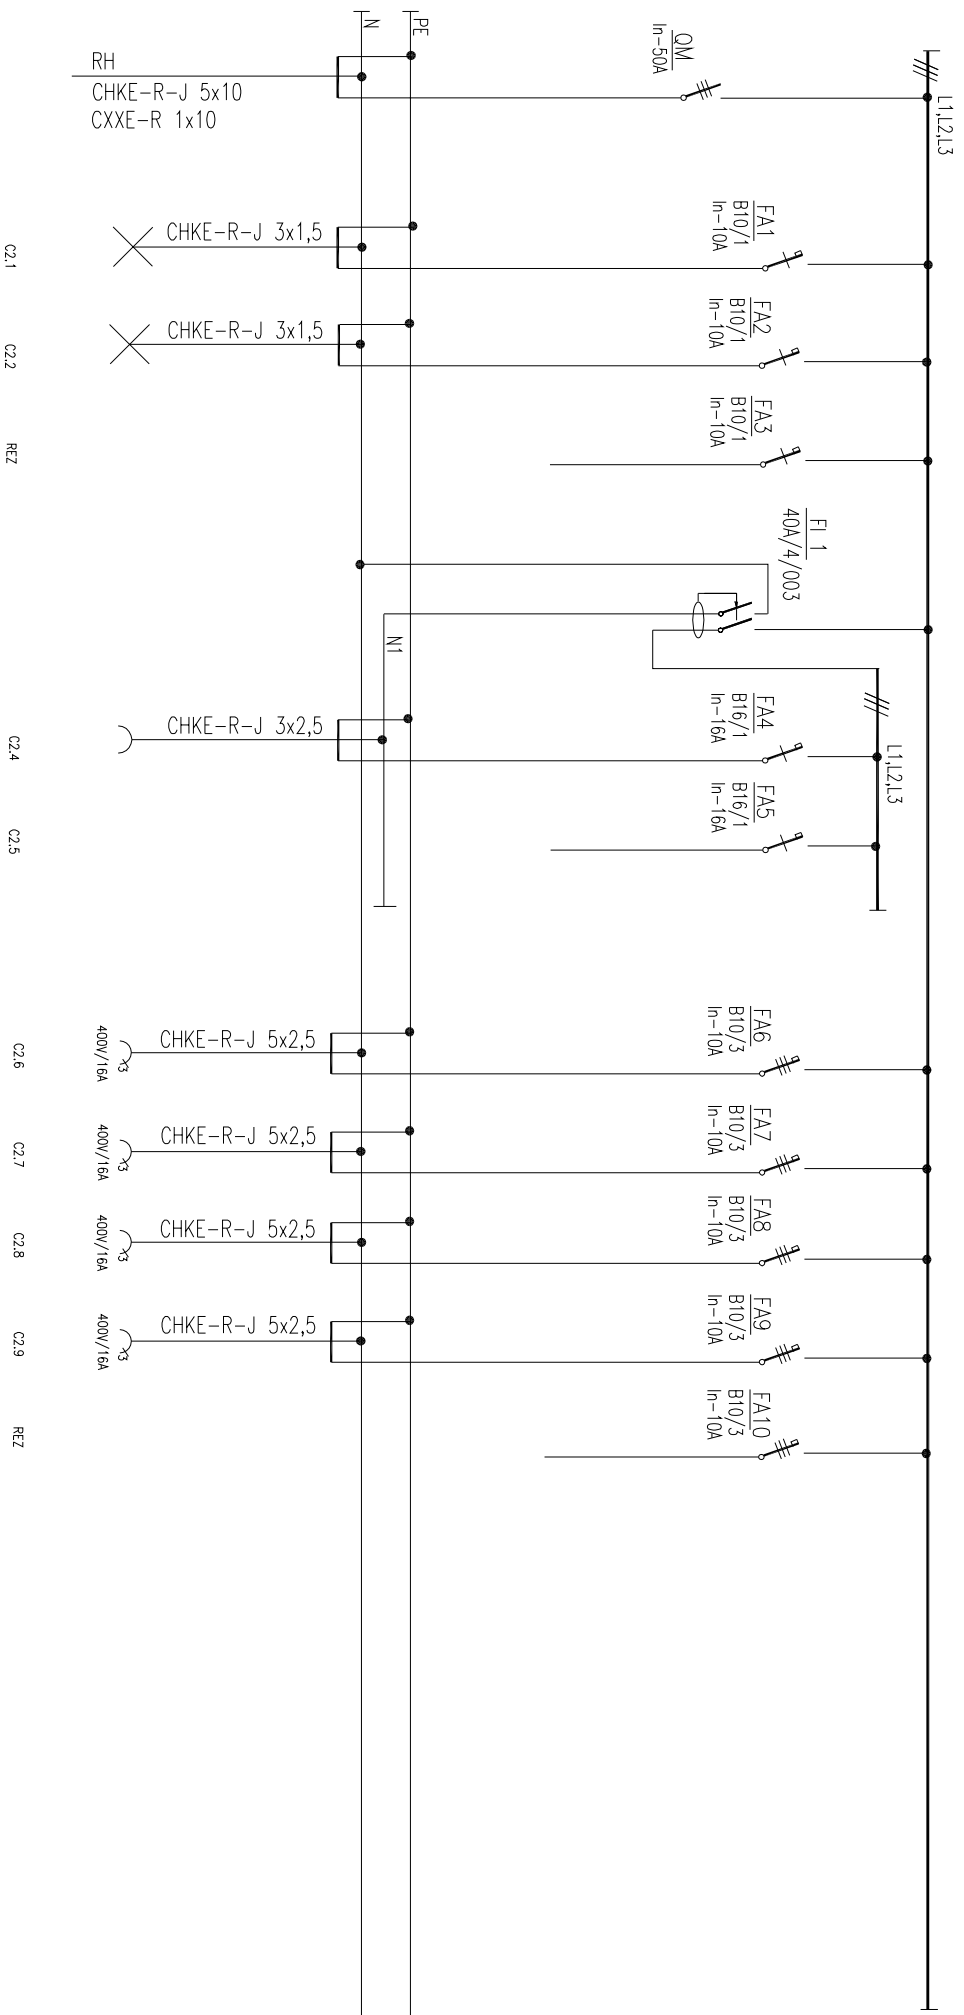 N
PE
QM
In-50A
L1,L2,L3
RH
CHKE-R-J 5x10
CXXE-R 1x10
FA1
B10/1
In-10A
CHKE-R-J 3x1,5
C2.1
FA2
B10/1
In-10A
CHKE-R-J 3x1,5
C2.2
FA3
B10/1
In-10A
REZ
FI 1
40A/4/003
N1
L1,L2,L3
FA4
B16/1
In-16A
CHKE-R-J 3x2,5
C2.4
FA5
B16/1
In-16A
C2.5
FA6
B10/3
In-10A
CHKE-R-J 5x2,5
3
400V/16A
C2.6
FA7
B10/3
In-10A
CHKE-R-J 5x2,5
3
400V/16A
C2.7
FA8
B10/3
In-10A
CHKE-R-J 5x2,5
3
400V/16A
C2.8
FA9
B10/3
In-10A
CHKE-R-J 5x2,5
3
400V/16A
C2.9
FA10
B10/3
In-10A
REZ